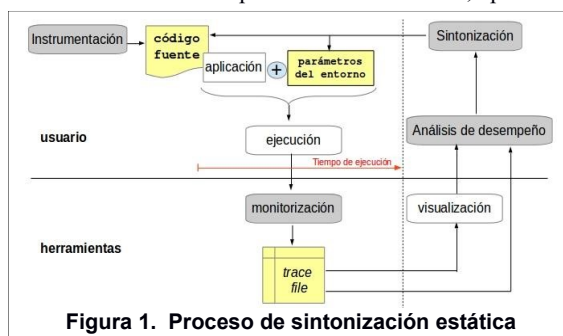 Instrumentación
código
fuente
aplicación
+
parámetros
del entorno
Sintonización
usuario
ejecución
Análisis de desempeño
Tiempo de ejecución
monitorización
visualización
herramientas
trace
file
Figura 1. Proceso de sintonización estática